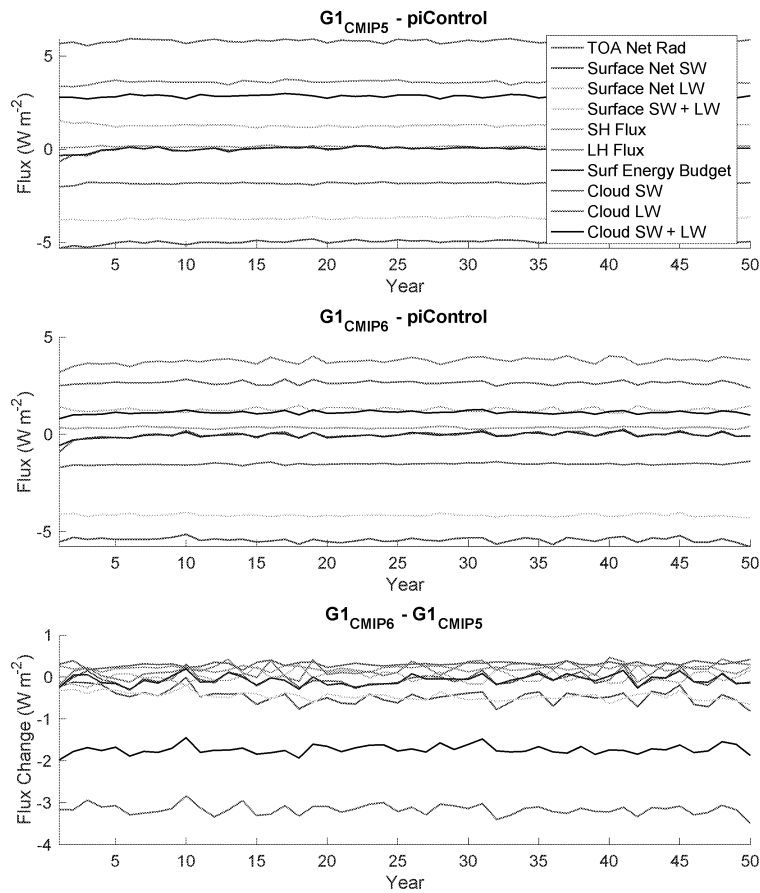 G1CMIP5 - piControl
5
0
-5
Flux (W m-2)
5 10 15 20 25 30 35 40 45 50
Year
TOA Net Rad
Surface Net SW
Surface Net LW
Surface SW + LW
SH Flux
LH Flux
Surf Energy Budget
Cloud SW
Cloud LW
Cloud SW + LW
G1CMIP6 - piControl
5
0
-5
Flux (W m-2)
5 10 15 20 25 30 35 40 45 50
Year
G1CMIP6 - G1CMIP5
1
0
-1
-2
-3
-4
Flux Change (W m-2)
5 10 15 20 25 30 35 40 45 50
Year